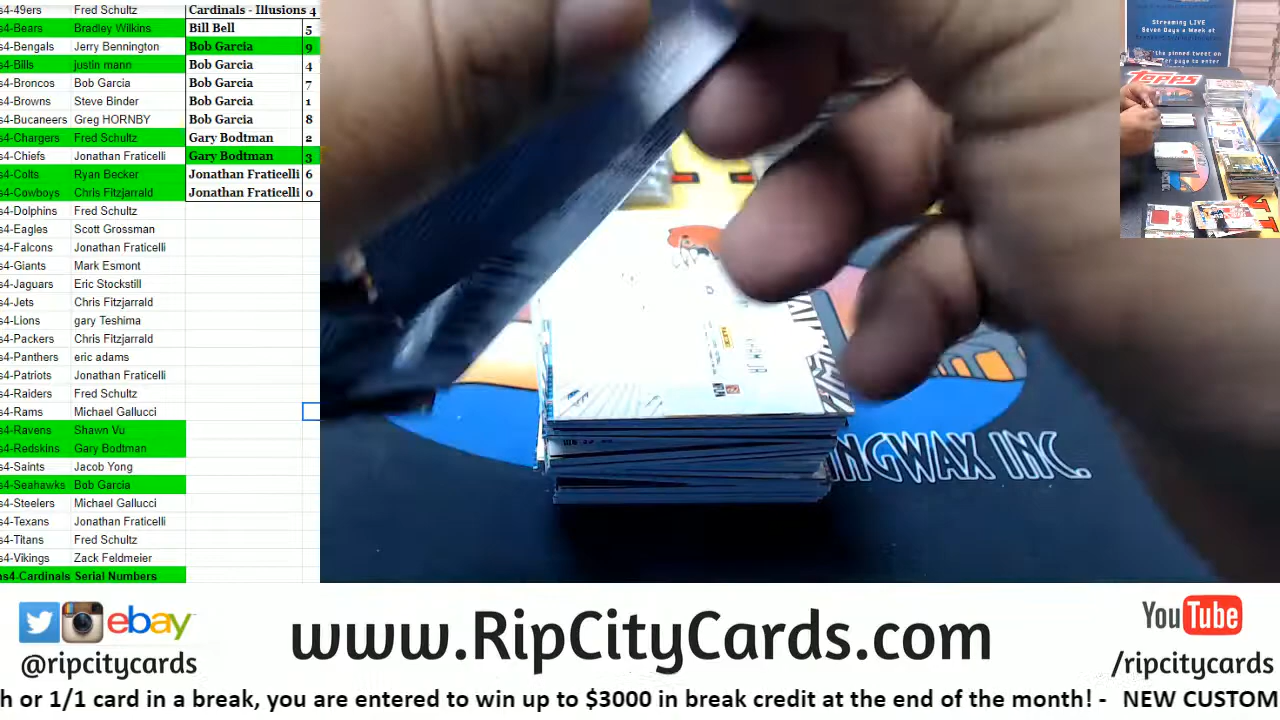 s4-49ers Fred Schultz Cardinals - Illusions 4
s4-Bears Bradley Wilkins Bill Bell 5
s4-Bengals Jerry Bennington Bob Garcia 9
s4-Bills justin mann Bob Garcia 4
s4-Broncos Bob Garcia Bob Garcia 7
s4-Browns Steve Binder Bob Garcia 1
s4-Bucaneers Greg HORNBY Bob Garcia 8
s4-Chargers Fred Schultz Gary Bodtman 2
s4-Chiefs Jonathan Fraticelli Gary Bodtman 3
s4-Colts Ryan Becker Jonathan Fraticelli 6
s4-Cowboys Chris Fitzjarrald Jonathan Fraticelli 0
s4-Dolphins Fred Schultz
s4-Eagles Scott Grossman
s4-Falcons Jonathan Fraticelli
s4-Giants Mark Esmont
s4-Jaguars Eric Stockstill
s4-Jets Chris Fitzjarrald
s4-Lions gary Teshima
s4-Packers Chris Fitzjarrald
s4-Panthers eric adams
s4-Patriots Jonathan Fraticelli
s4-Raiders Fred Schultz
s4-Rams Michael Gallucci
s4-Ravens Shawn Vu
s4-Redskins Gary Bodtman
s4-Saints Jacob Yong
s4-Seahawks Bob Garcia
s4-Steelers Michael Gallucci
s4-Texans Jonathan Fraticelli
s4-Titans Fred Schultz
s4-Vikings Zack Feldmeier
ns4-Cardinals Serial Numbers
Streaming LIVE
Seven Days a Week at
pinned tweet on
page to enter
TOPPS
NGWAX INC.
ebay
@ripcitycards
www.RipCityCards.com
YouTube
/ripcitycards
h or 1/1 card in a break, you are entered to win up to $3000 in break credit at the end of the month! - NEW CUSTOM